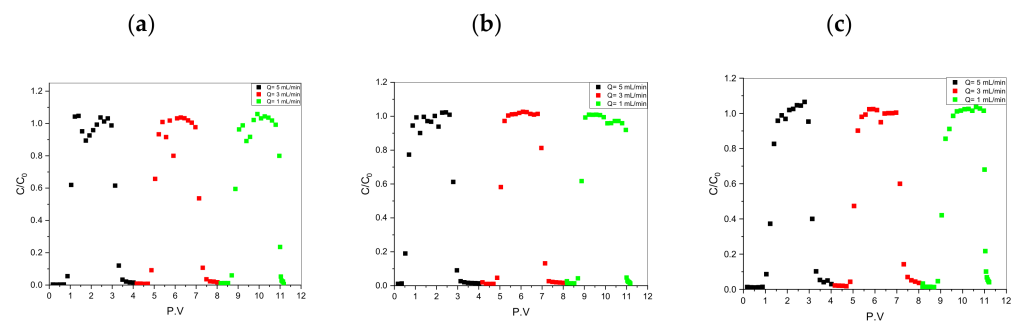 (a)
(b)
(c)
Q= 5 mL/min
Q= 3 mL/min
Q= 1 mL/min
1.2
1.0
0.8
0.6
0.4
0.2
0.0
C/C0
0 1 2 3 4 5 6 7 8 9 10 11 12
P.V
Q= 5 mL/min
Q= 3 mL/min
Q= 1 mL/min
1.2
1.0
0.8
0.6
0.4
0.2
0.0
C/C0
0 1 2 3 4 5 6 7 8 9 10 11 12
P.V
Q= 5 mL/min
Q= 3 mL/min
Q= 1 mL/min
1.2
1.0
0.8
0.6
0.4
0.2
0.0
C/C0
0 1 2 3 4 5 6 7 8 9 10 11 12
P.V